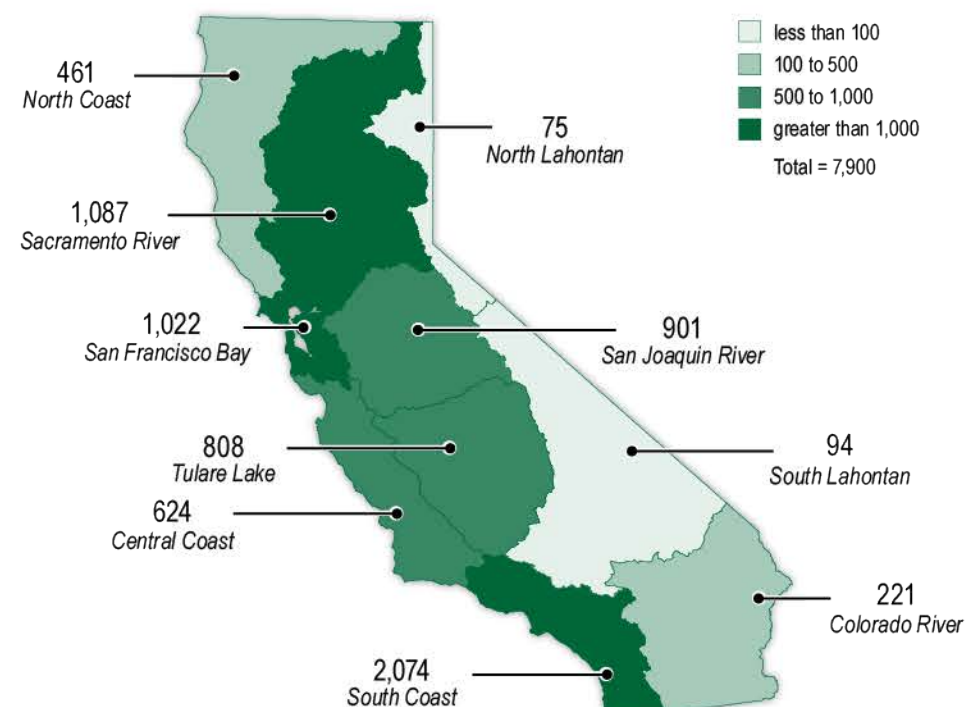 less than 100
100 to 500
500 to 1,000
greater than 1,000
Total = 7,900
461
North Coast
75
North Lahontan
1,087
Sacramento River
1,022
San Francisco Bay
901
San Joaquin River
808
Tulare Lake
94
South Lahontan
624
Central Coast
221
Colorado River
2,074
South Coast